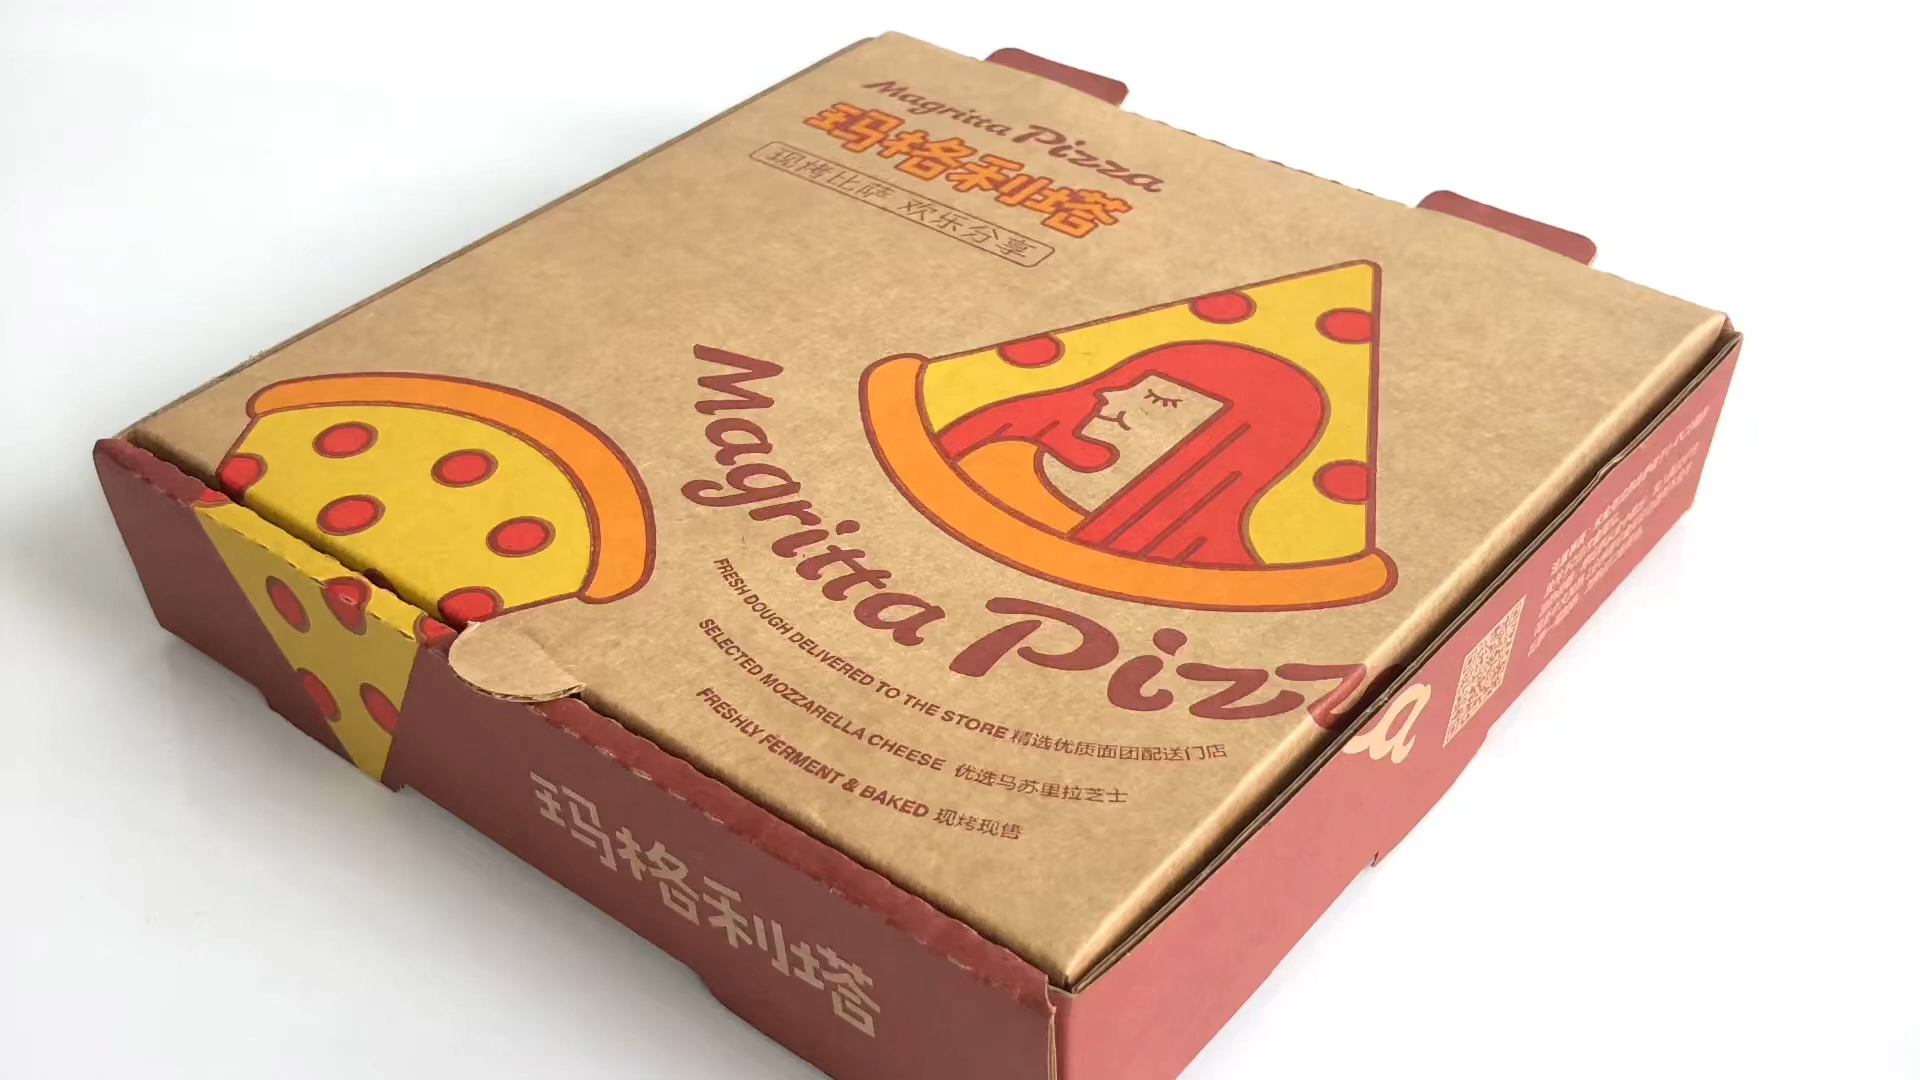 Magritta Pizza
玛格利塔
现烤比萨 欢乐分享
Magritta Pizza
FRESH DOUGH DELIVERED TO THE STORE 精选优质面团配送门店
SELECTED MOZZARELLA CHEESE 优选马苏里拉芝士
FRESHLY FERMENT & BAKED 现烤现售
玛格利塔